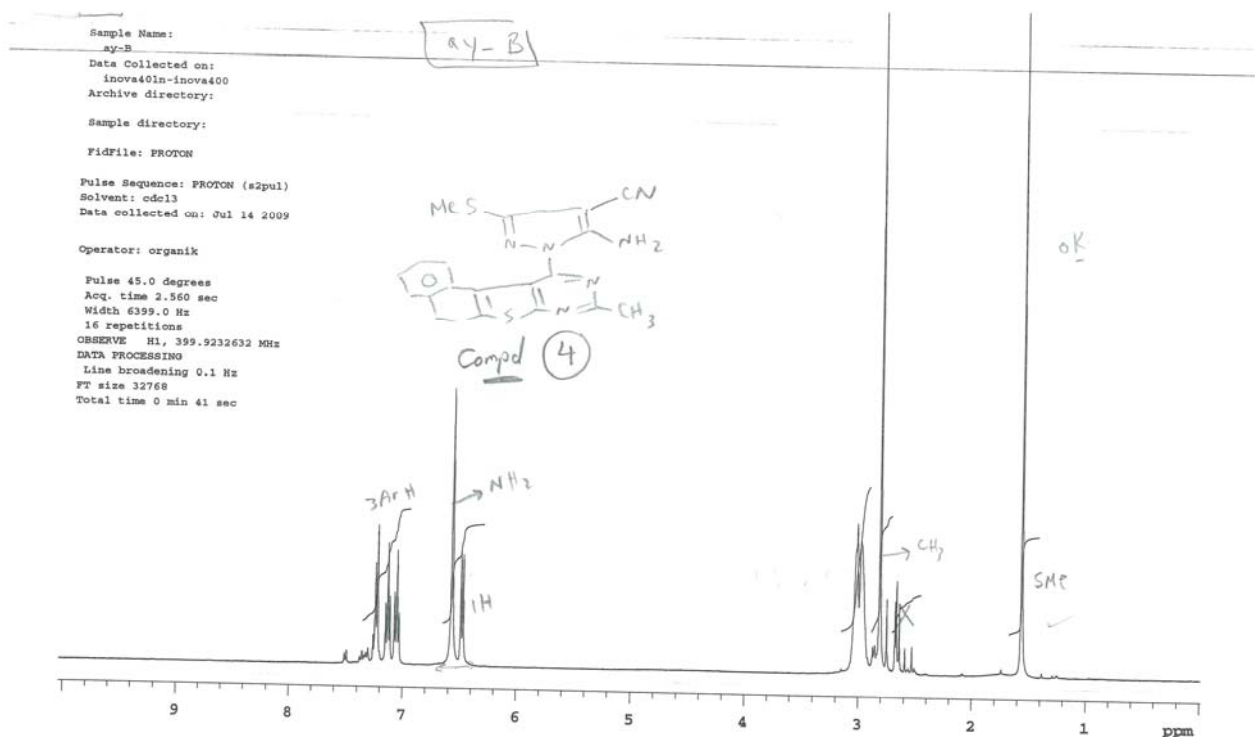 Sample Name:
ay-B
Data Collected on:
inova401n-inova400
Archive directory:
Sample directory:
FidFile: PROTON
Pulse Sequence: PROTON (s2pul)
Solvent: cdcl3
Data collected on: Jul 14 2009
Operator: organik
Pulse 45.0 degrees
Acq. time 2.560 sec
Width 6399.0 Hz
16 repetitions
OBSERVE H1, 399.9232632 MHz
DATA PROCESSING
Line broadening 0.1 Hz
FT size 32768
Total time 0 min 41 sec
ay-B
MeS
CN
N
N
NH2
N
S
N
CH3
Compd 4
OK
3ArH
NH2
1H
CH3
SMe
9 8 7 6 5 4 3 2 1 ppm